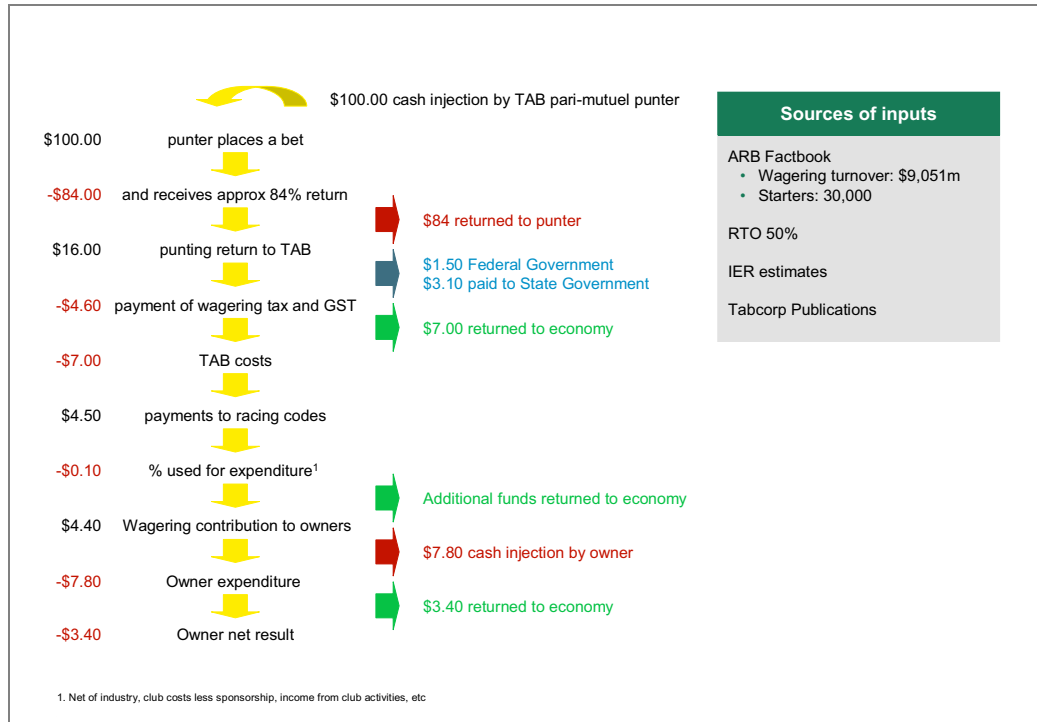 $100.00 cash injection by TAB pari-mutuel punter
$100.00 punter places a bet
-$84.00 and receives approx 84% return
$84 returned to punter
$16.00 punting return to TAB
$1.50 Federal Government
$3.10 paid to State Government
-$4.60 payment of wagering tax and GST
$7.00 returned to economy
-$7.00 TAB costs
$4.50 payments to racing codes
-$0.10 % used for expenditure1
Additional funds returned to economy
$4.40 Wagering contribution to owners
$7.80 cash injection by owner
-$7.80 Owner expenditure
$3.40 returned to economy
-$3.40 Owner net result
Sources of inputs
ARB Factbook
• Wagering turnover: $9,051m
• Starters: 30,000
RTO 50%
IER estimates
Tabcorp Publications
1. Net of industry, club costs less sponsorship, income from club activities, etc